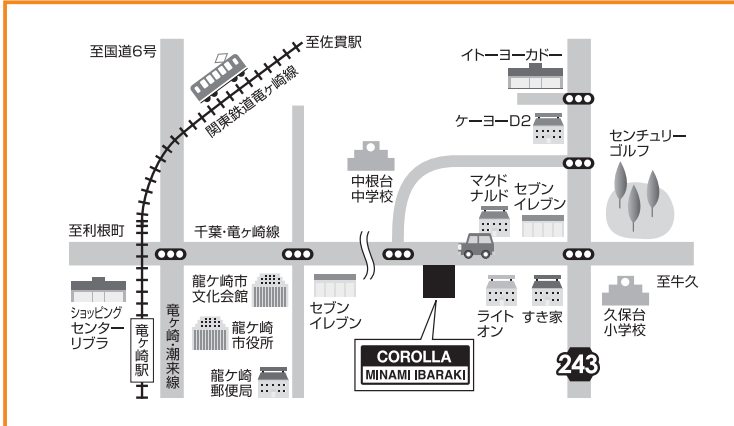 至国道6号
至佐貫駅
関東鉄道竜ヶ崎線
イトーヨーカドー
ケーヨーD2
センチュリー
ゴルフ
中根台
中学校
マクド
ナルド
セブン
イレブン
至利根町
千葉・竜ヶ崎線
至牛久
ショッピング
センター
リブラ
竜ヶ崎駅
竜ヶ崎・潮来線
龍ケ崎市
文化会館
龍ケ崎
市役所
龍ケ崎
郵便局
セブン
イレブン
ライト
オン
すき家
久保台
小学校
COROLLA
MINAMI IBARAKI
243